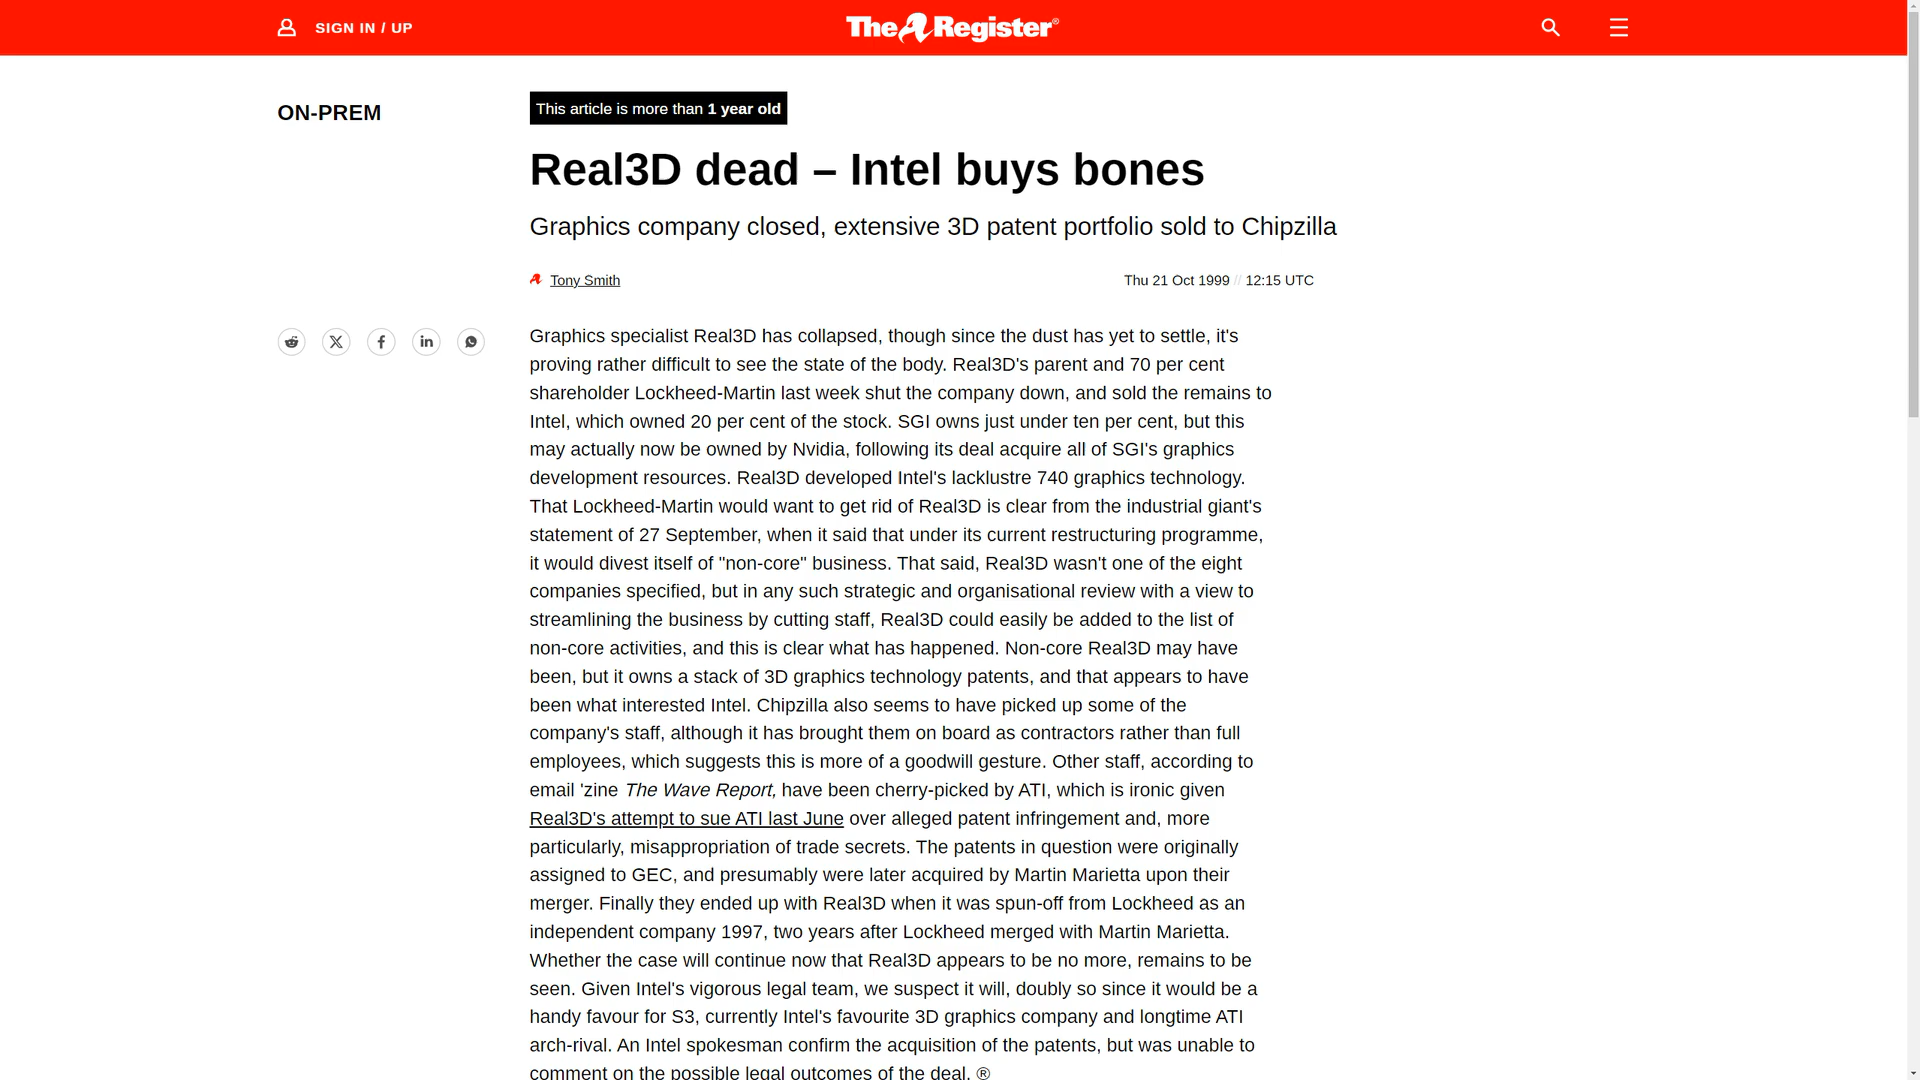 SIGN IN / UP
The Register®
ON-PREM
This article is more than 1 year old
Real3D dead – Intel buys bones
Graphics company closed, extensive 3D patent portfolio sold to Chipzilla
Tony Smith
Thu 21 Oct 1999 // 12:15 UTC
Graphics specialist Real3D has collapsed, though since the dust has yet to settle, it's
proving rather difficult to see the state of the body. Real3D's parent and 70 per cent
shareholder Lockheed-Martin last week shut the company down, and sold the remains to
Intel, which owned 20 per cent of the stock. SGI owns just under ten per cent, but this
may actually now be owned by Nvidia, following its deal acquire all of SGI's graphics
development resources. Real3D developed Intel's lacklustre 740 graphics technology.
That Lockheed-Martin would want to get rid of Real3D is clear from the industrial giant's
statement of 27 September, when it said that under its current restructuring programme,
it would divest itself of "non-core" business. That said, Real3D wasn't one of the eight
companies specified, but in any such strategic and organisational review with a view to
streamlining the business by cutting staff, Real3D could easily be added to the list of
non-core activities, and this is clear what has happened. Non-core Real3D may have
been, but it owns a stack of 3D graphics technology patents, and that appears to have
been what interested Intel. Chipzilla also seems to have picked up some of the
company's staff, although it has brought them on board as contractors rather than full
employees, which suggests this is more of a goodwill gesture. Other staff, according to
email 'zine The Wave Report, have been cherry-picked by ATI, which is ironic given
Real3D's attempt to sue ATI last June over alleged patent infringement and, more
particularly, misappropriation of trade secrets. The patents in question were originally
assigned to GEC, and presumably were later acquired by Martin Marietta upon their
merger. Finally they ended up with Real3D when it was spun-off from Lockheed as an
independent company 1997, two years after Lockheed merged with Martin Marietta.
Whether the case will continue now that Real3D appears to be no more, remains to be
seen. Given Intel's vigorous legal team, we suspect it will, doubly so since it would be a
handy favour for S3, currently Intel's favourite 3D graphics company and longtime ATI
arch-rival. An Intel spokesman confirm the acquisition of the patents, but was unable to
comment on the possible legal outcomes of the deal. ®